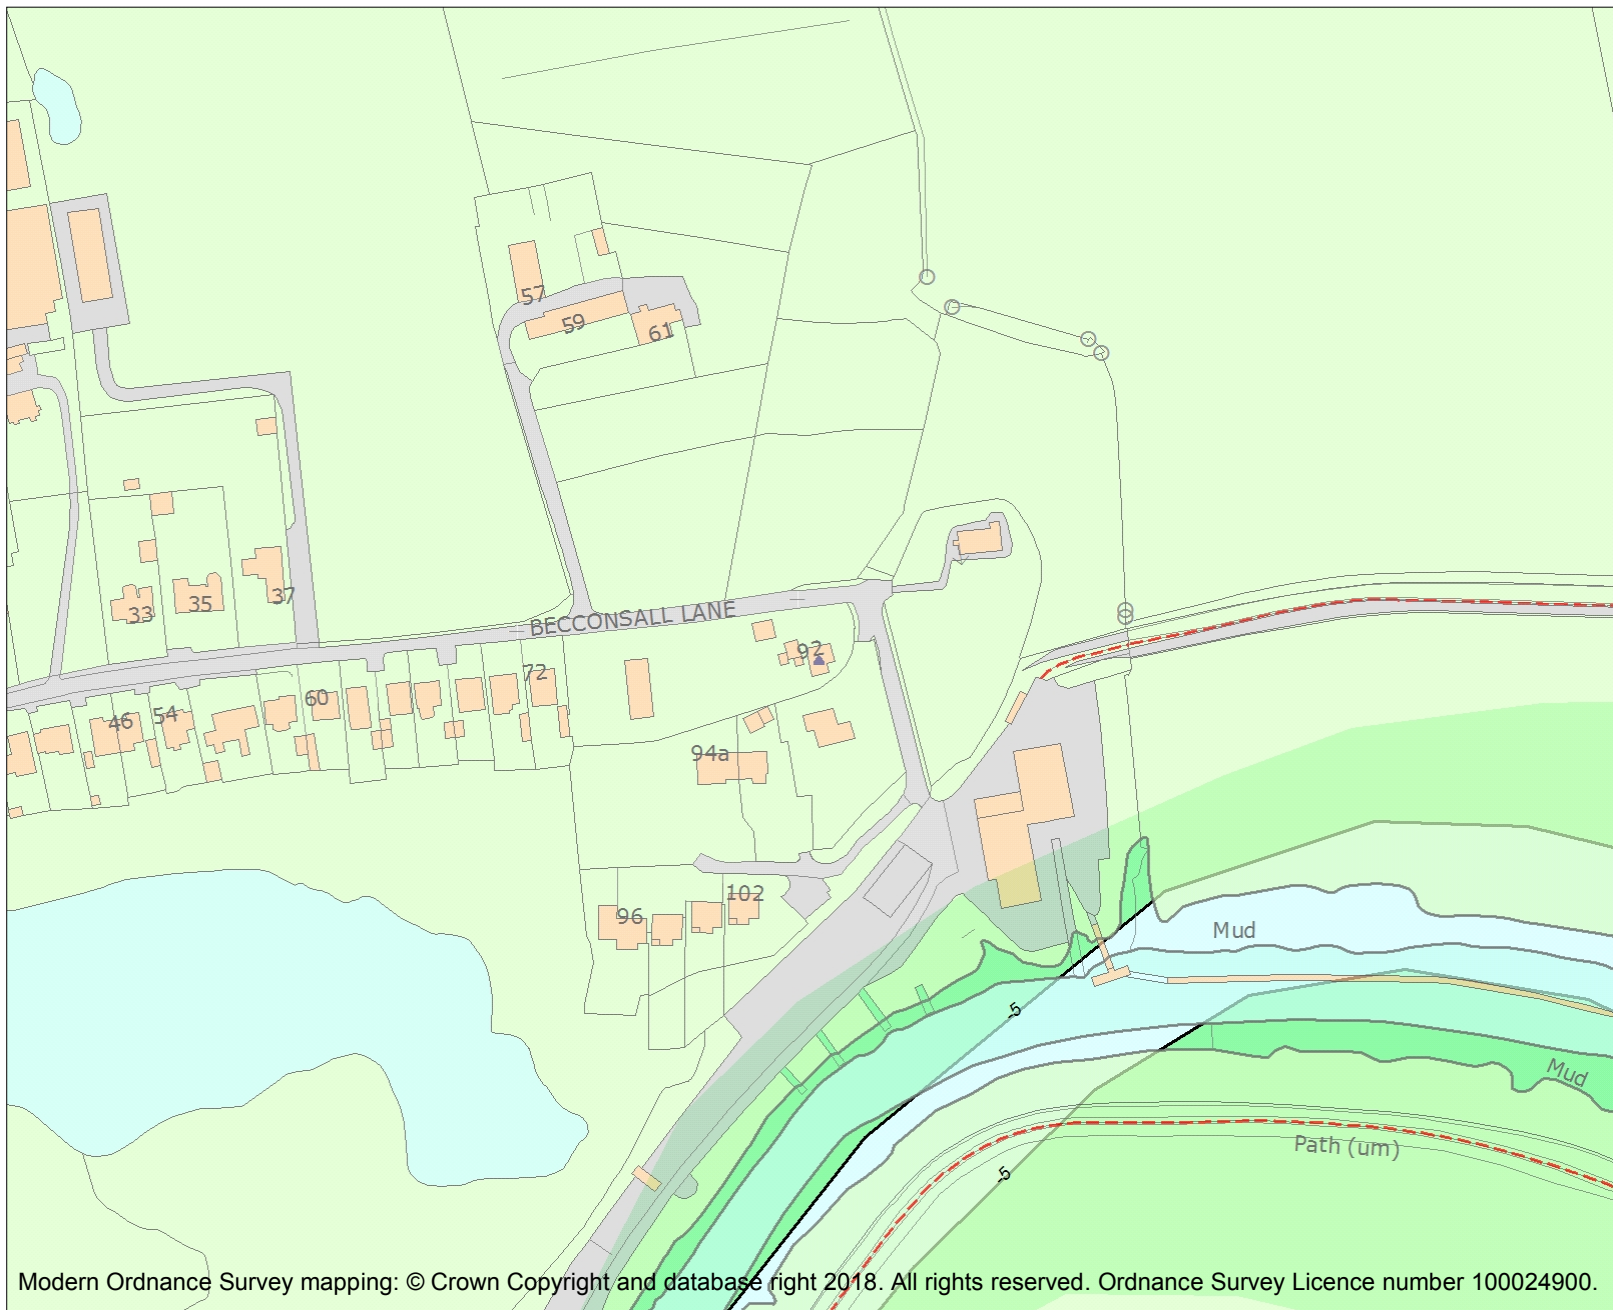 57
59
61
33
35
37
BECCONSALL LANE
92
72
60
46
54
94a
96
102
Mud
-5
Mud
Path (um)
-5
Modern Ordnance Survey mapping: © Crown Copyright and database right 2018. All rights reserved. Ordnance Survey Licence number 100024900.